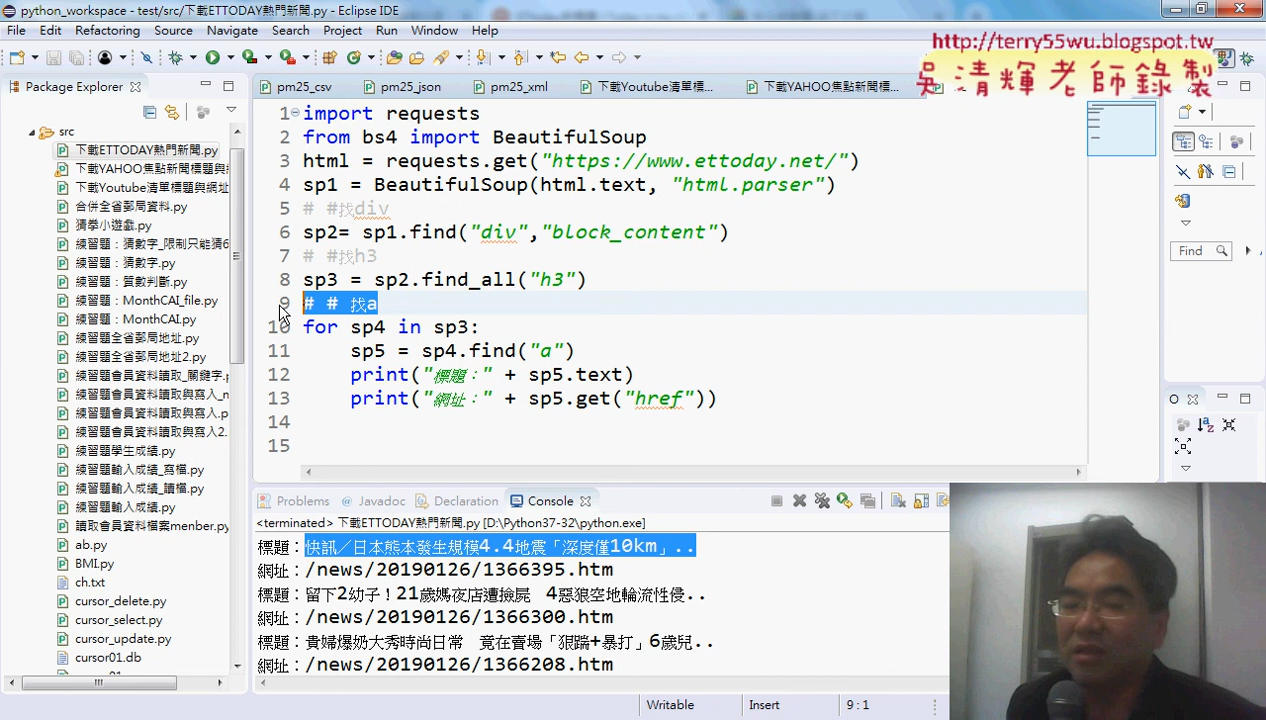 python_workspace - test/src/下載ETTODAY熱門新聞.py - Eclipse IDE
File Edit Refactoring Source Navigate Search Project Run Window Help
http://terry55wu.blogspot.tw
吳清輝老師錄製
Package Explorer
pm25_csv
pm25_json
pm25_xml
下載Youtube清單標...
下載YAHOO焦點新聞標...
src
下載ETTODAY熱門新聞.py
下載YAHOO焦點新聞標題與
下載Youtube清單標題與網址
合併全省郵局資料.py
猜拳小遊戲.py
練習題：猜數字_限制只能猜6
練習題：猜數字.py
練習題：質數判斷.py
練習題：MonthCAI_file.py
練習題：MonthCAI.py
練習題全省郵局地址.py
練習題全省郵局地址2.py
練習題會員資料讀取_關鍵字.
練習題會員資料讀取與寫入_
練習題會員資料讀取與寫入.p
練習題會員資料讀取與寫入2.
練習題學生成績.py
練習題輸入成績_寫檔.py
練習題輸入成績_讀檔.py
讀取會員資料檔案menber.py
ab.py
BMI.py
ch.txt
cursor_delete.py
cursor_select.py
cursor_update.py
cursor01.db
1 import requests
2 from bs4 import BeautifulSoup
3 html = requests.get("https://www.ettoday.net/")
4 sp1 = BeautifulSoup(html.text, "html.parser")
5 # #找div
6 sp2= sp1.find("div","block_content")
7 # #找h3
8 sp3 = sp2.find_all("h3")
9 # # 找a
10 for sp4 in sp3:
11 sp5 = sp4.find("a")
12 print("標題：" + sp5.text)
13 print("網址：" + sp5.get("href"))
14
15
Find
Problems Javadoc Declaration Console
<terminated> 下載ETTODAY熱門新聞.py [D:\Python37-32\python.exe]
標題：快訊／日本熊本發生規模4.4地震「深度僅10km」..
網址：/news/20190126/1366395.htm
標題：留下2幼子！21歲媽夜店遭撿屍　4惡狼空地輪流性侵..
網址：/news/20190126/1366300.htm
標題：貴婦爆奶大秀時尚日常　竟在賣場「狠踹+暴打」6歲兒..
網址：/news/20190126/1366208.htm
Writable
Insert
9 : 1